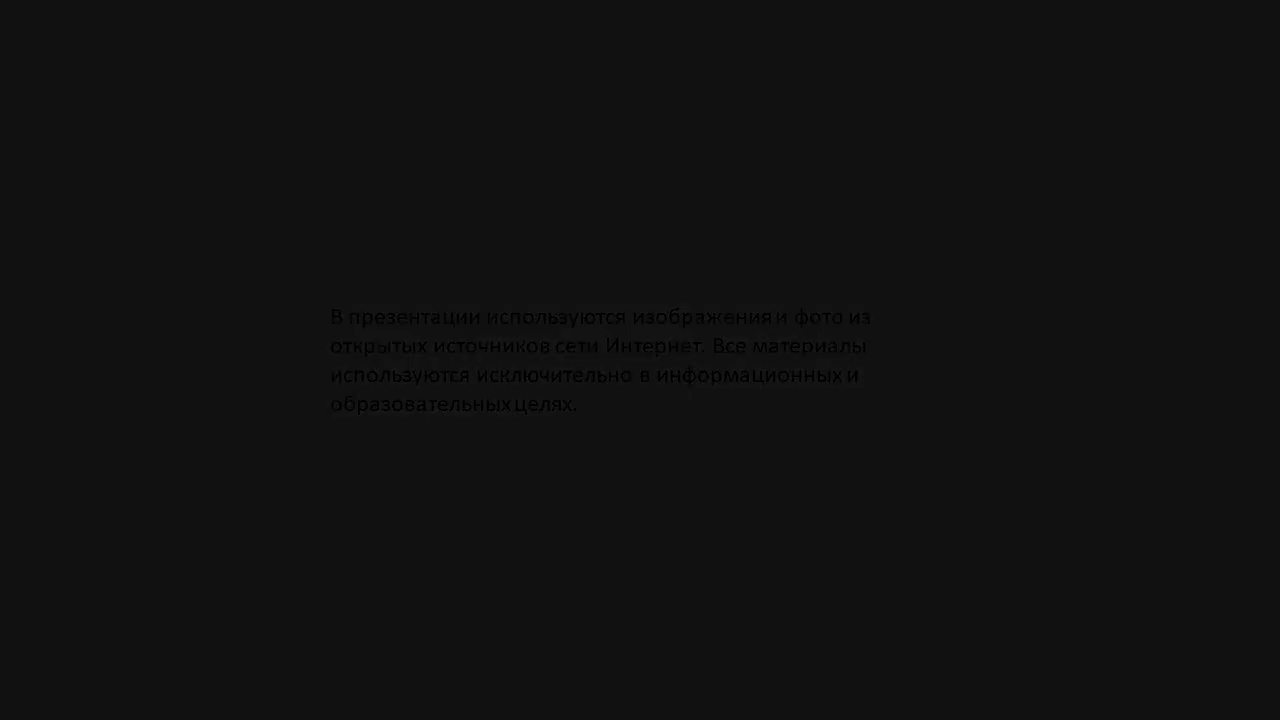 В презентации используются изображения и фото из
открытых источников сети Интернет. Все материалы
используются исключительно в информационных и
образовательных целях.